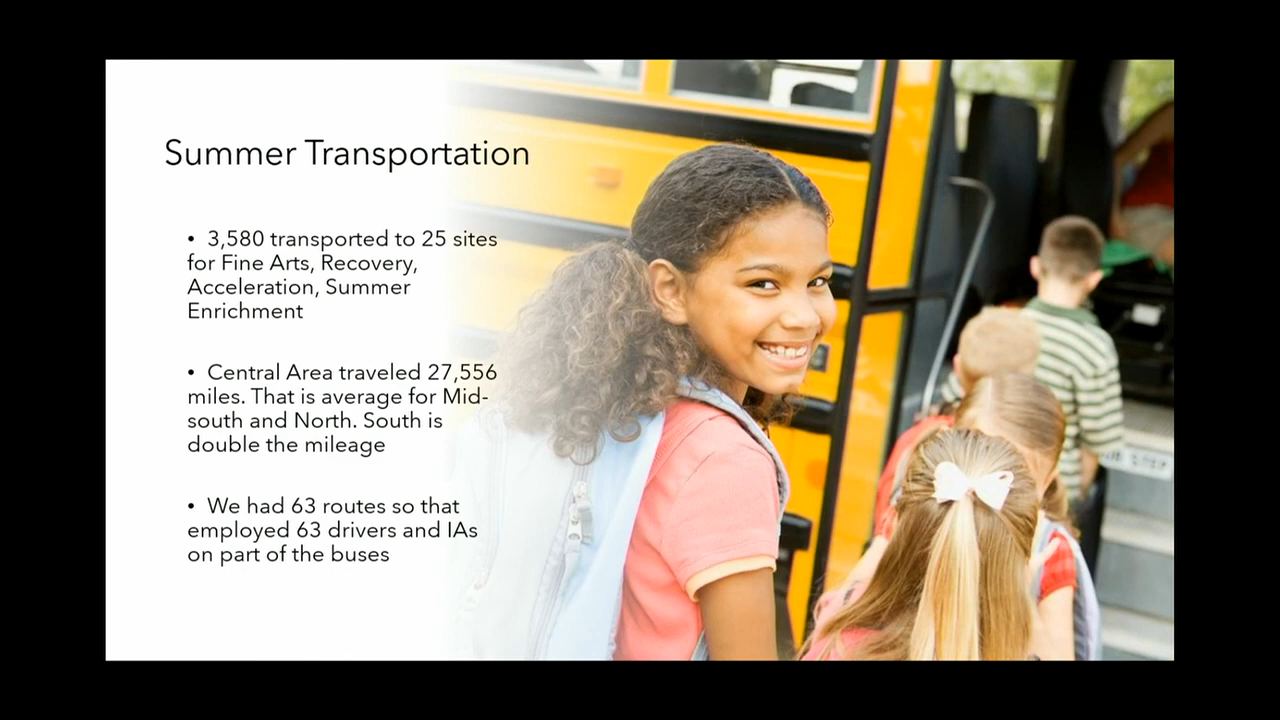 Summer Transportation
• 3,580 transported to 25 sites
for Fine Arts, Recovery,
Acceleration, Summer
Enrichment
• Central Area traveled 27,556
miles. That is average for Mid-
south and North. South is
double the mileage
• We had 63 routes so that
employed 63 drivers and IAs
on part of the buses
STEP